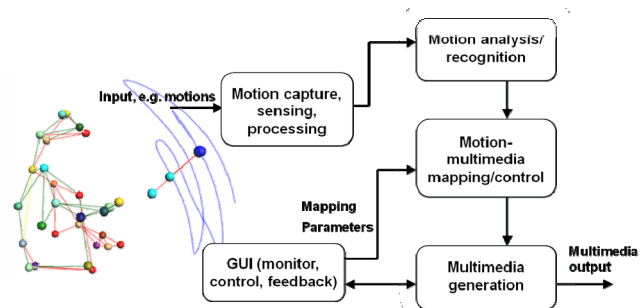 Motion analysis/
recognition
Input, e.g. motions
Motion capture,
sensing,
processing
Motion-
multimedia
mapping/control
Mapping
Parameters
GUI (monitor,
control, feedback)
Multimedia
generation
Multimedia
output